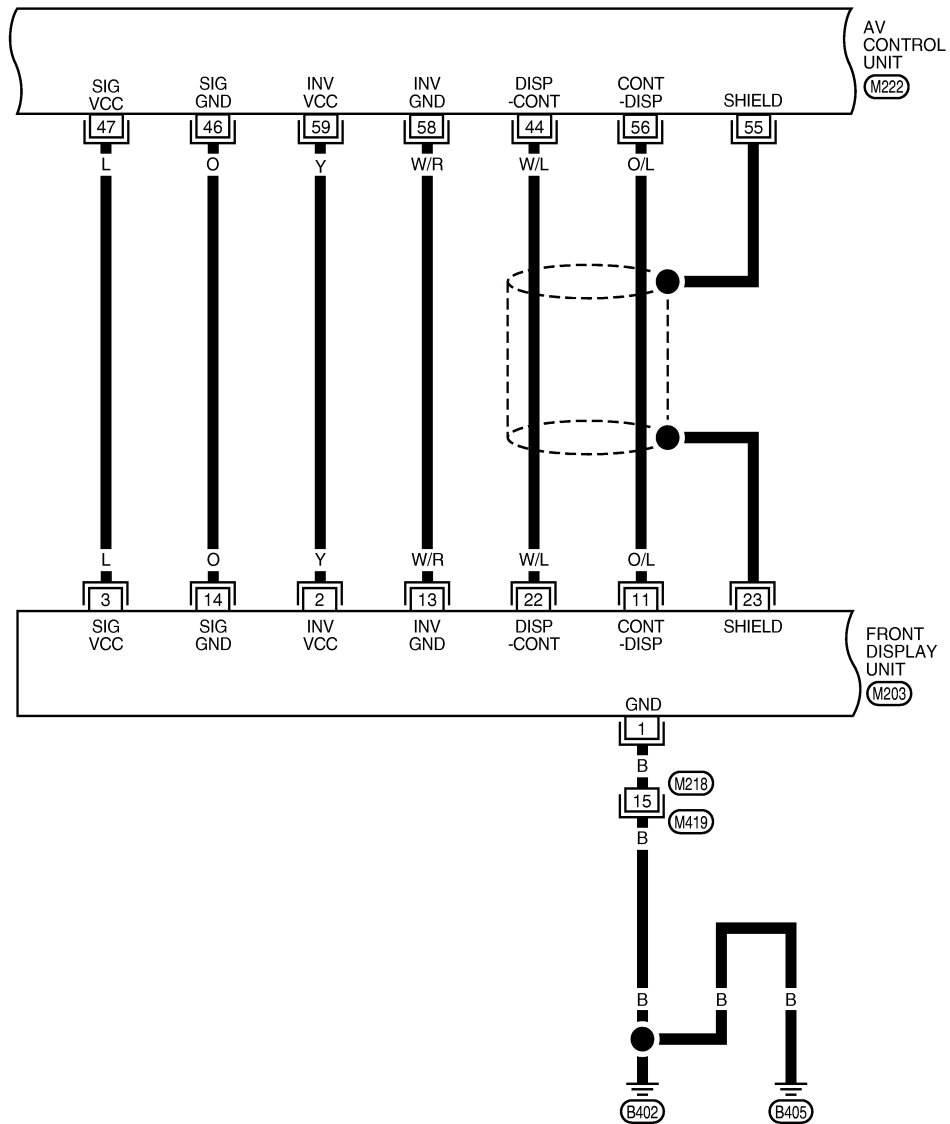 AV
CONTROL
UNIT
M222
SIG
VCC
SIG
GND
INV
VCC
INV
GND
DISP
-CONT
CONT
-DISP
SHIELD
47 46 59 58 44 56 55
L O Y W/R W/L O/L
L O Y W/R W/L O/L
3 14 2 13 22 11 23
SIG
VCC
SIG
GND
INV
VCC
INV
GND
DISP
-CONT
CONT
-DISP
SHIELD
FRONT
DISPLAY
UNIT
M203
GND
1
B
M218
15
M419
B
B B B
B402 B405